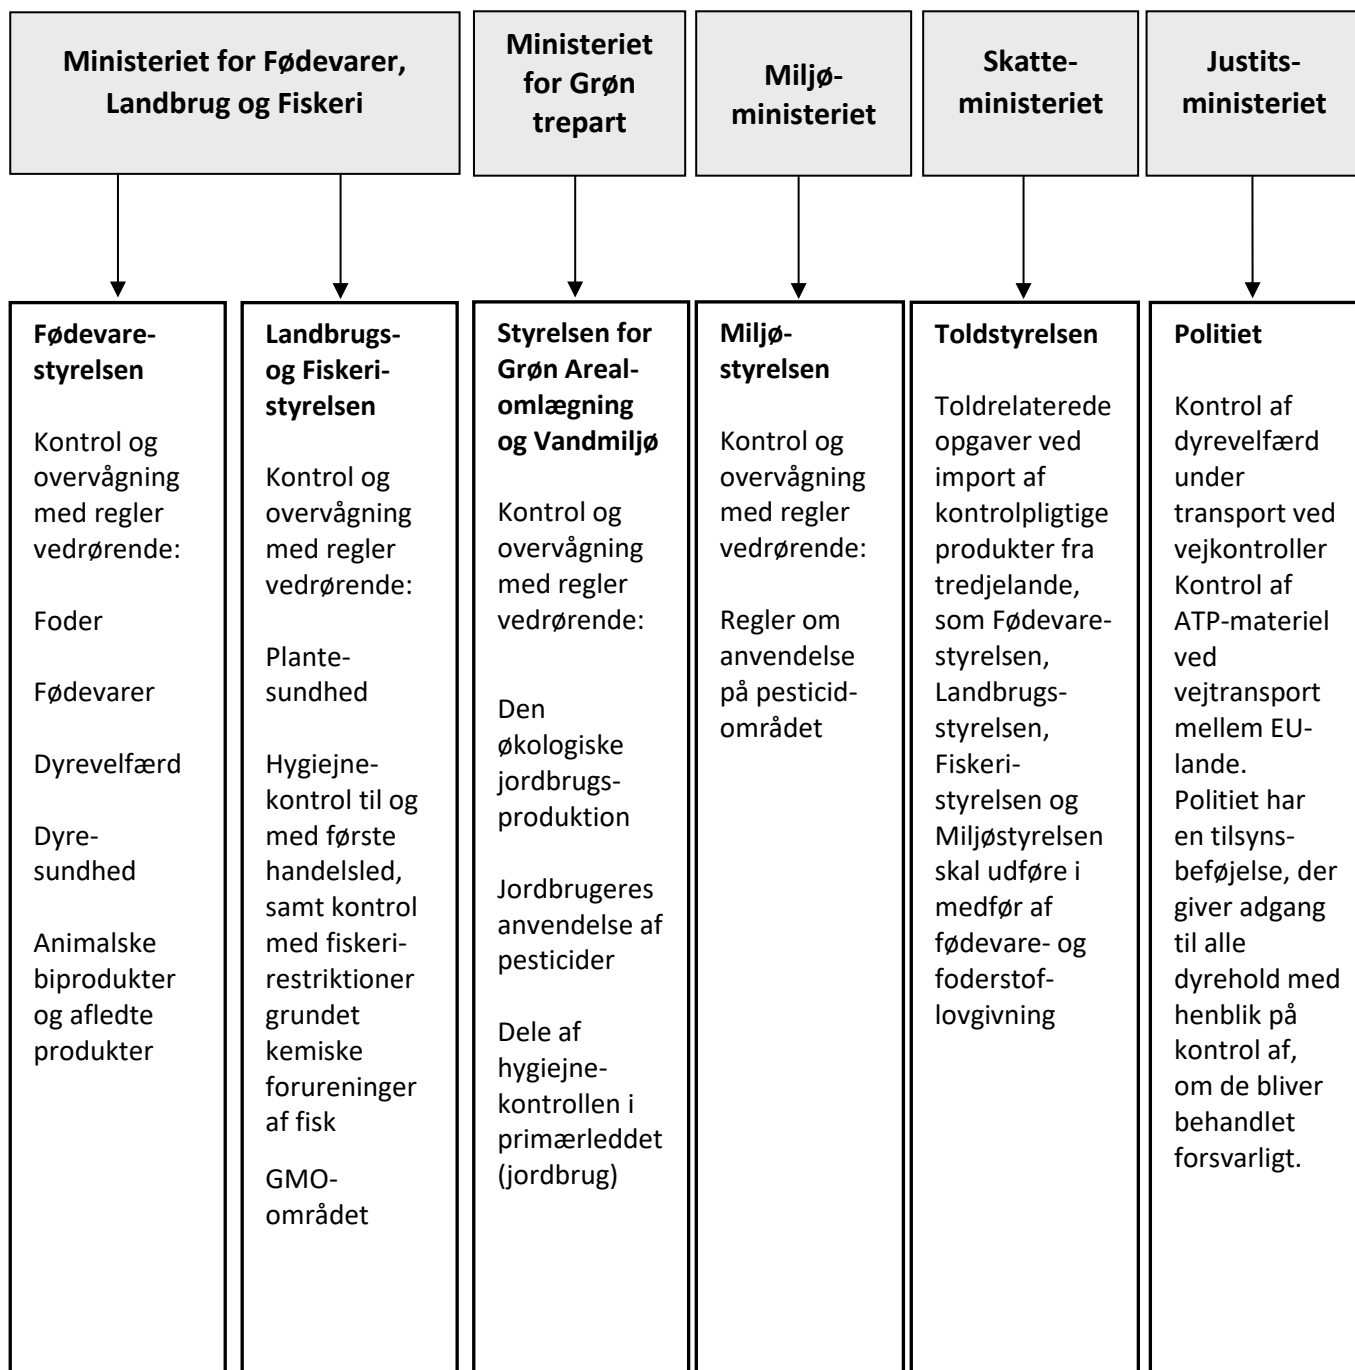 Ministeriet for Fødevarer,
Landbrug og Fiskeri
Ministeriet
for Grøn
trepart
Miljø-
ministeriet
Skatte-
ministeriet
Justits-
ministeriet
Fødevare-
styrelsen
Kontrol og
overvågning
med regler
vedrørende:
Foder
Fødevarer
Dyrevelfærd
Dyre-
sundhed
Animalske
biprodukter
og afledte
produkter
Landbrugs-
og Fiskeri-
styrelsen
Kontrol og
overvågning
med regler
vedrørende:
Plante-
sundhed
Hygiejne-
kontrol til og
med første
handelsled,
samt kontrol
med fiskeri-
restriktioner
grundet
kemiske
forureninger
af fisk
GMO-
området
Styrelsen for
Grøn Areal-
omlægning
og Vandmiljø
Kontrol og
overvågning
med regler
vedrørende:
Den
økologiske
jordbrugs-
produktion
Jordbrugeres
anvendelse af
pesticider
Dele af
hygiejne-
kontrollen i
primærleddet
(jordbrug)
Miljø-
styrelsen
Kontrol og
overvågning
med regler
vedrørende:
Regler om
anvendelse
på pesticid-
området
Toldstyrelsen
Toldrelaterede
opgaver ved
import af
kontrolpligtige
produkter fra
tredjelande,
som Fødevare-
styrelsen,
Landbrugs-
styrelsen,
Fiskeri-
styrelsen og
Miljøstyrelsen
skal udføre i
medfør af
fødevare- og
foderstof-
lovgivning
Politiet
Kontrol af
dyrevelfærd
under
transport ved
vejkontroller
Kontrol af
ATP-materiel
ved
vejtransport
mellem EU-
lande.
Politiet har
en tilsyns-
beføjelse, der
giver adgang
til alle
dyrehold med
henblik på
kontrol af,
om de bliver
behandlet
forsvarligt.